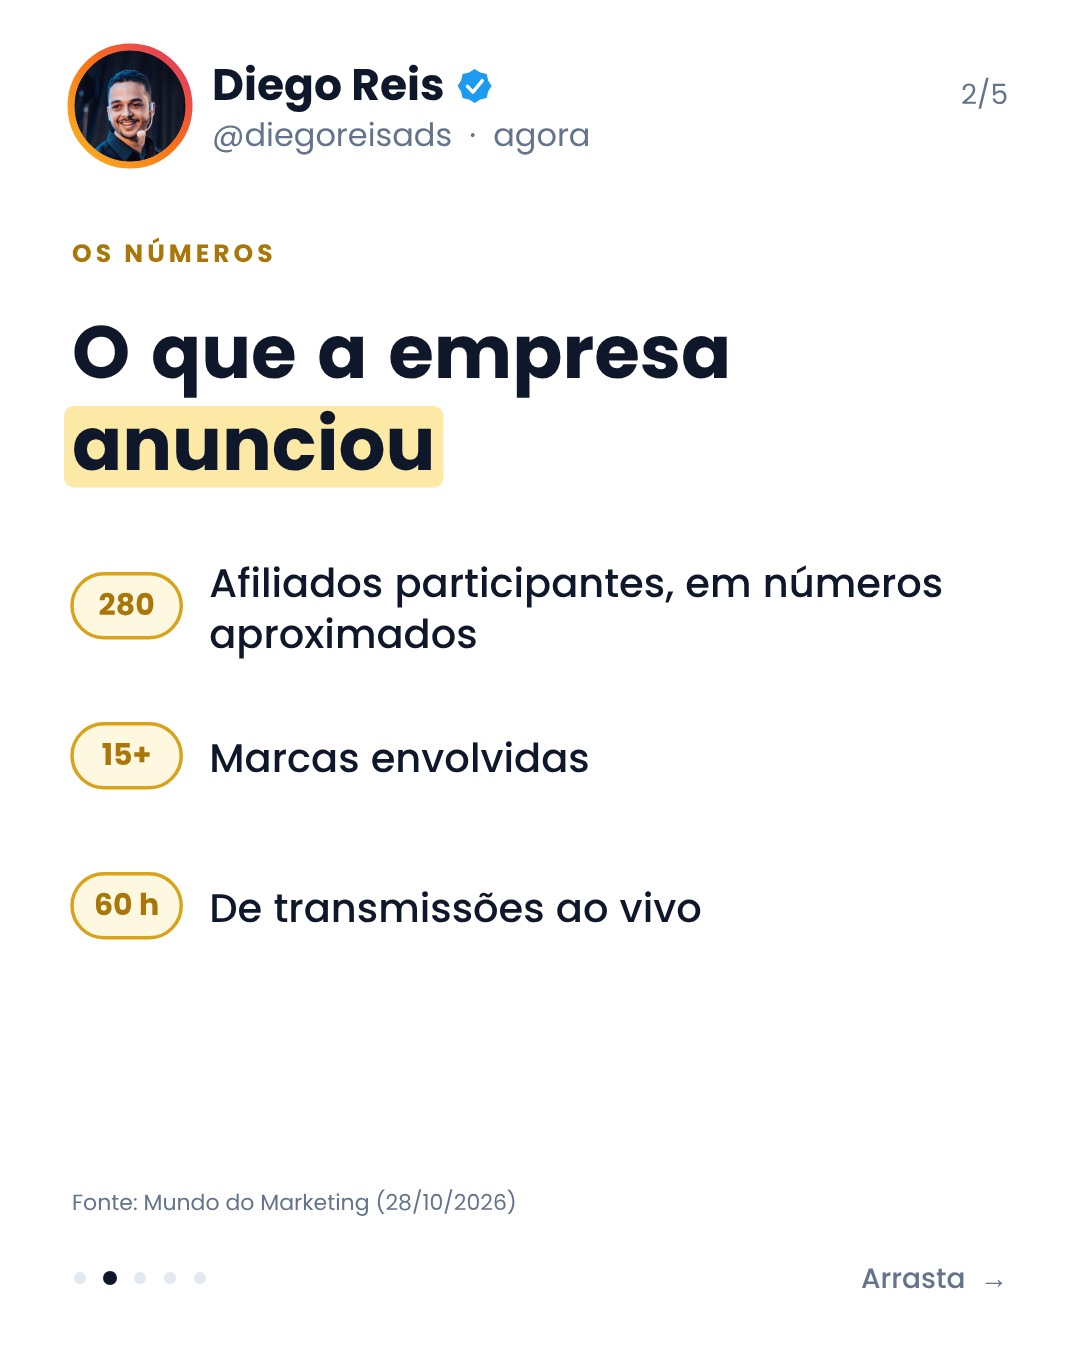 Diego Reis
@diegoreisads · agora
2/5
OS NÚMEROS
O que a empresa
anunciou
280
Afiliados participantes, em números
aproximados
15+
Marcas envolvidas
60 h
De transmissões ao vivo
Fonte: Mundo do Marketing (28/10/2026)
Arrasta →